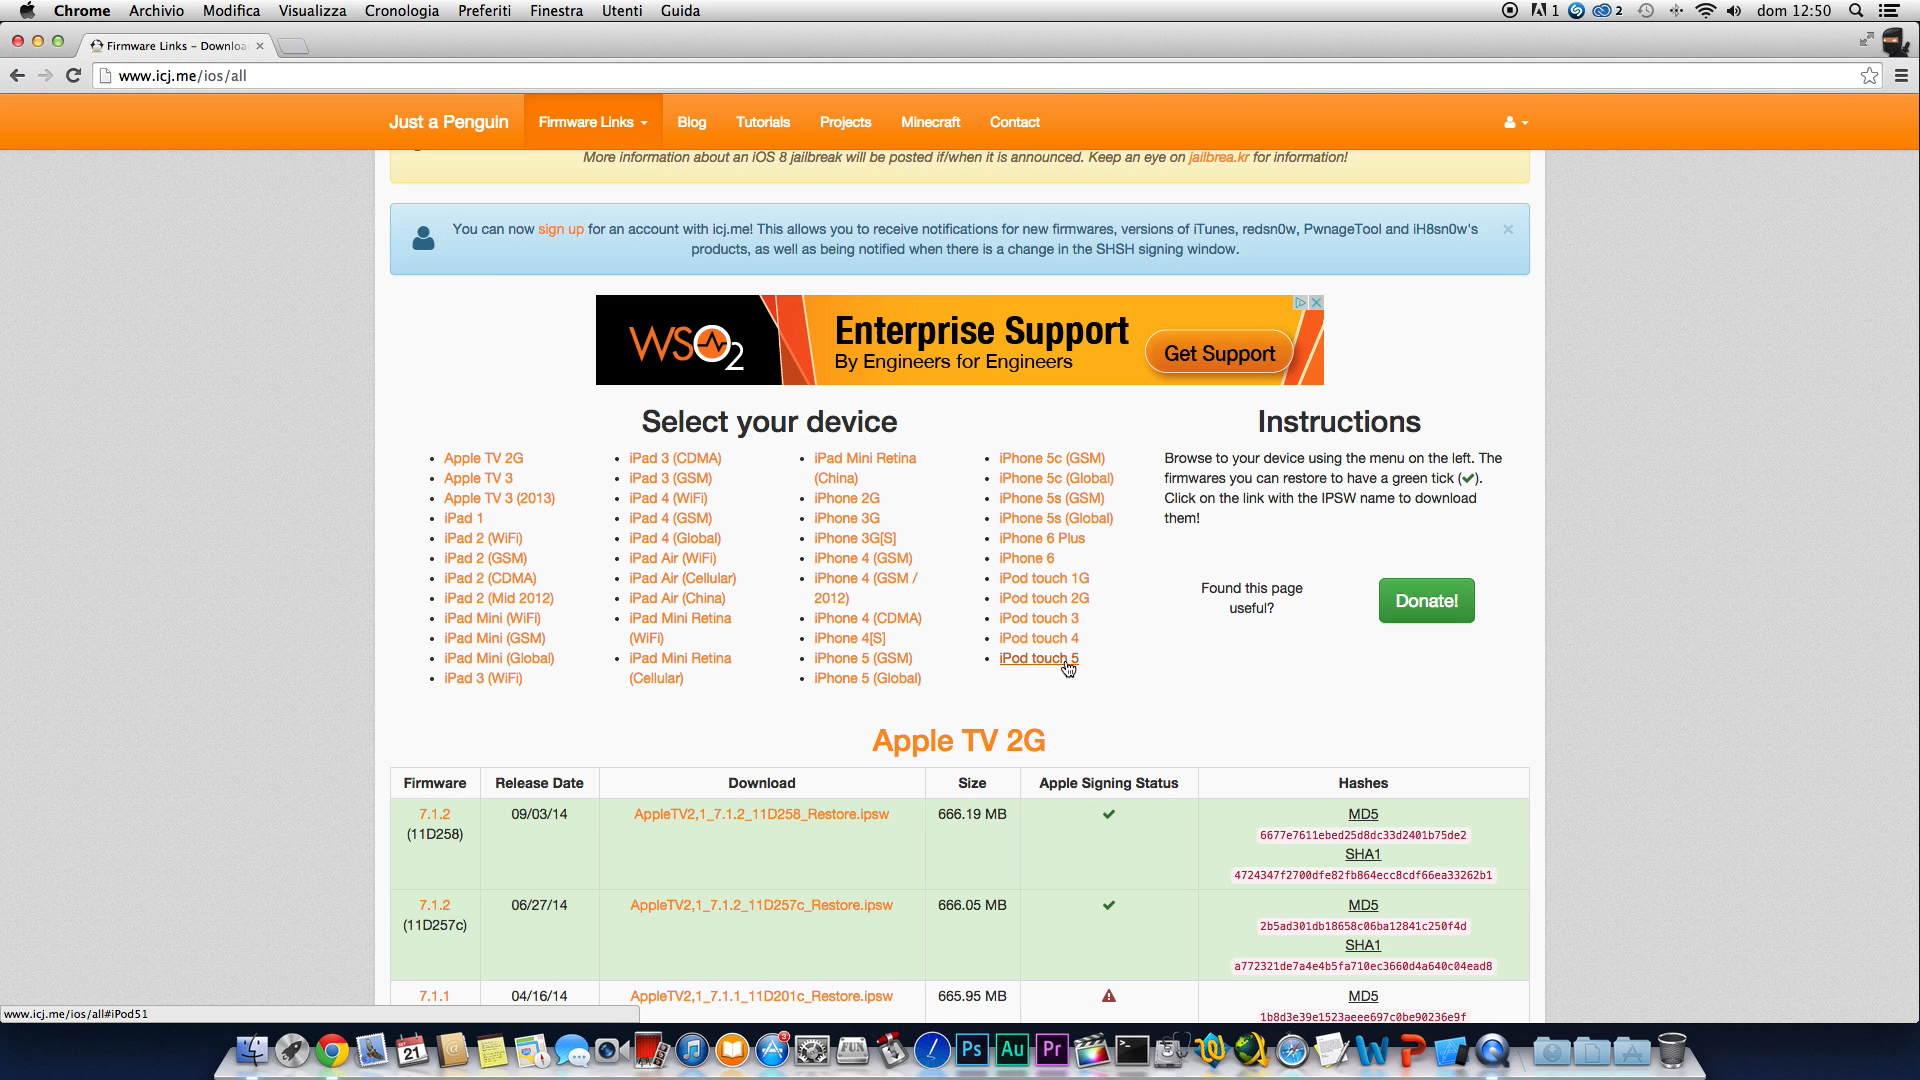 Chrome Archivio Modifica Visualizza Cronologia Preferiti Finestra Utenti Guida
1 2 dom 12:50
Firmware Links – Downloa
www.icj.me/ios/all
Just a Penguin Firmware Links Blog Tutorials Projects Minecraft Contact
More information about an iOS 8 jailbreak will be posted if/when it is announced. Keep an eye on jailbrea.kr for information!
You can now sign up for an account with icj.me! This allows you to receive notifications for new firmwares, versions of iTunes, redsn0w, PwnageTool and iH8sn0w's
products, as well as being notified when there is a change in the SHSH signing window.
WSO2
Enterprise Support
By Engineers for Engineers
Get Support
Select your device
Apple TV 2G
Apple TV 3
Apple TV 3 (2013)
iPad 1
iPad 2 (WiFi)
iPad 2 (GSM)
iPad 2 (CDMA)
iPad 2 (Mid 2012)
iPad Mini (WiFi)
iPad Mini (GSM)
iPad Mini (Global)
iPad 3 (WiFi)
iPad 3 (CDMA)
iPad 3 (GSM)
iPad 4 (WiFi)
iPad 4 (GSM)
iPad 4 (Global)
iPad Air (WiFi)
iPad Air (Cellular)
iPad Air (China)
iPad Mini Retina
(WiFi)
iPad Mini Retina
(Cellular)
iPad Mini Retina
(China)
iPhone 2G
iPhone 3G
iPhone 3G[S]
iPhone 4 (GSM)
iPhone 4 (GSM /
2012)
iPhone 4 (CDMA)
iPhone 4[S]
iPhone 5 (GSM)
iPhone 5 (Global)
iPhone 5c (GSM)
iPhone 5c (Global)
iPhone 5s (GSM)
iPhone 5s (Global)
iPhone 6 Plus
iPhone 6
iPod touch 1G
iPod touch 2G
iPod touch 3
iPod touch 4
iPod touch 5
Instructions
Browse to your device using the menu on the left. The
firmwares you can restore to have a green tick (✔).
Click on the link with the IPSW name to download
them!
Found this page
useful?
Donate!
Apple TV 2G
Firmware Release Date Download Size Apple Signing Status Hashes
7.1.2
(11D258)
09/03/14
AppleTV2,1_7.1.2_11D258_Restore.ipsw
666.19 MB
MD5
6677e7611ebed25d8dc33d2401b75de2
SHA1
4724347f2700dfe82fb864ecc8cdf66ea33262b1
7.1.2
(11D257c)
06/27/14
AppleTV2,1_7.1.2_11D257c_Restore.ipsw
666.05 MB
MD5
2b5ad301db18658c06ba12841c250f4d
SHA1
a772321de7a4e4b5fa710ec3660d4a640c04ead8
7.1.1
04/16/14
AppleTV2,1_7.1.1_11D201c_Restore.ipsw
665.95 MB
MD5
1b8d3e39e1523aeee697c0be90236e9f
www.icj.me/ios/all#iPod51
21
Ps Au Pr